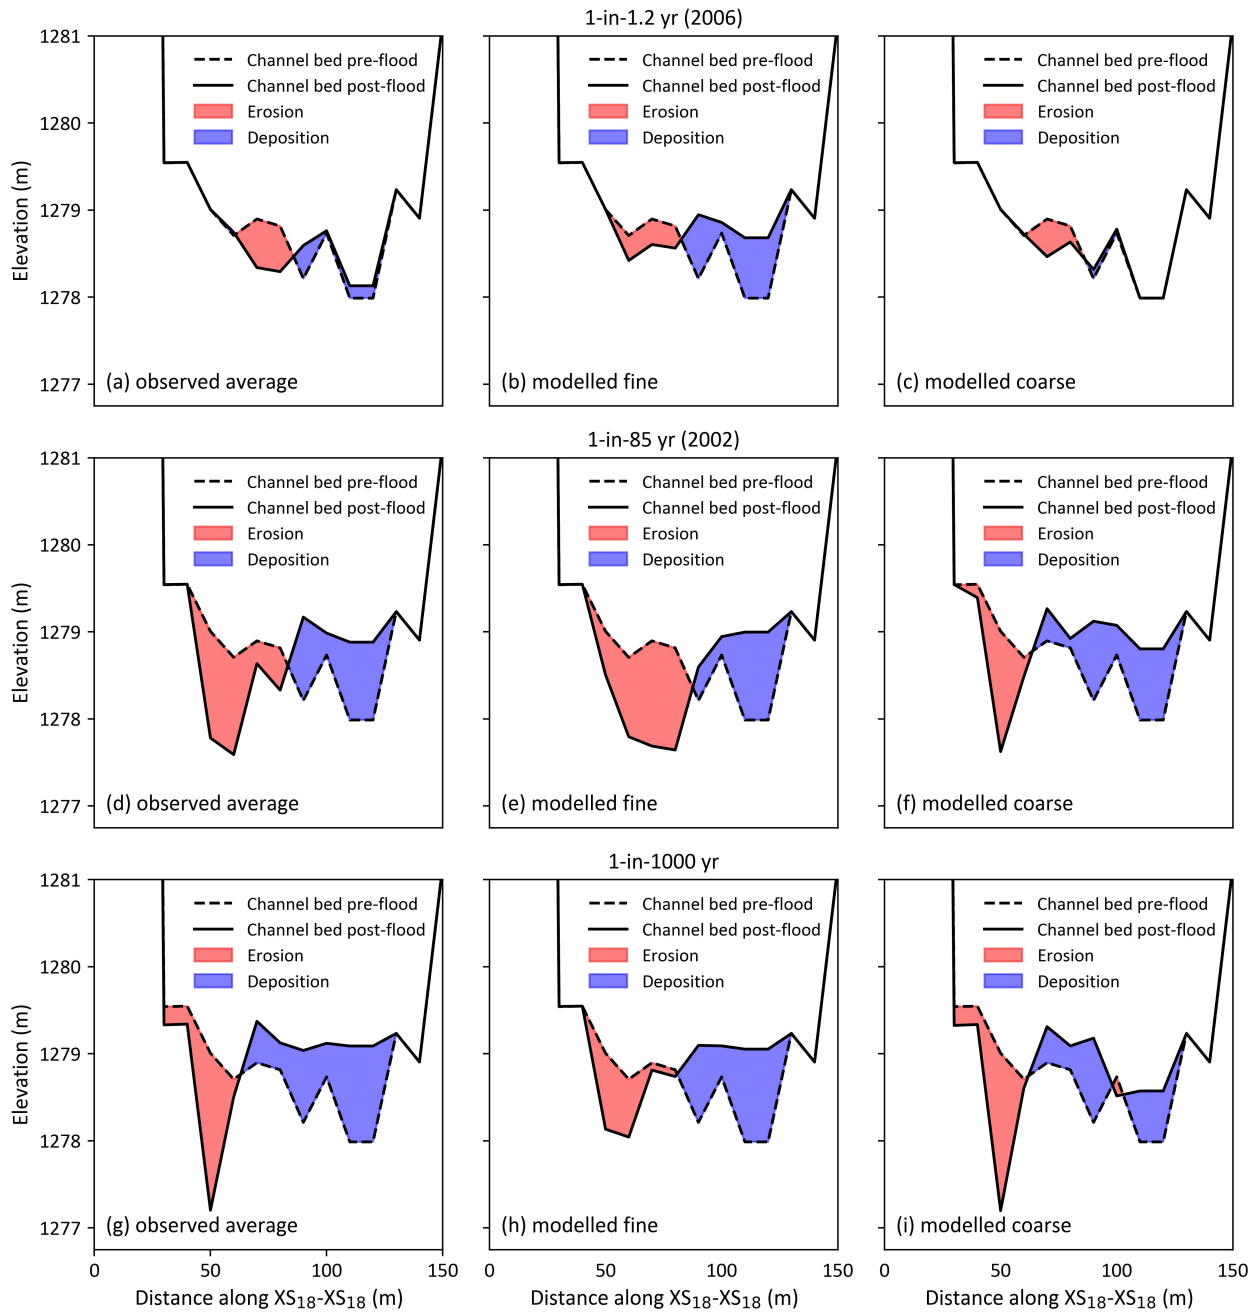 1-in-1.2 yr (2006)
Elevation (m)
1281
1280
1279
1278
1277
Channel bed pre-flood
Channel bed post-flood
Erosion
Deposition
(a) observed average
Channel bed pre-flood
Channel bed post-flood
Erosion
Deposition
(b) modelled fine
Channel bed pre-flood
Channel bed post-flood
Erosion
Deposition
(c) modelled coarse
1-in-85 yr (2002)
Elevation (m)
1281
1280
1279
1278
1277
Channel bed pre-flood
Channel bed post-flood
Erosion
Deposition
(d) observed average
Channel bed pre-flood
Channel bed post-flood
Erosion
Deposition
(e) modelled fine
Channel bed pre-flood
Channel bed post-flood
Erosion
Deposition
(f) modelled coarse
1-in-1000 yr
Elevation (m)
1281
1280
1279
1278
1277
Channel bed pre-flood
Channel bed post-flood
Erosion
Deposition
(g) observed average
Channel bed pre-flood
Channel bed post-flood
Erosion
Deposition
(h) modelled fine
Channel bed pre-flood
Channel bed post-flood
Erosion
Deposition
(i) modelled coarse
0 50 100 150
0 50 100 150
0 50 100 150
Distance along XS18-XS18 (m)
Distance along XS18-XS18 (m)
Distance along XS18-XS18 (m)